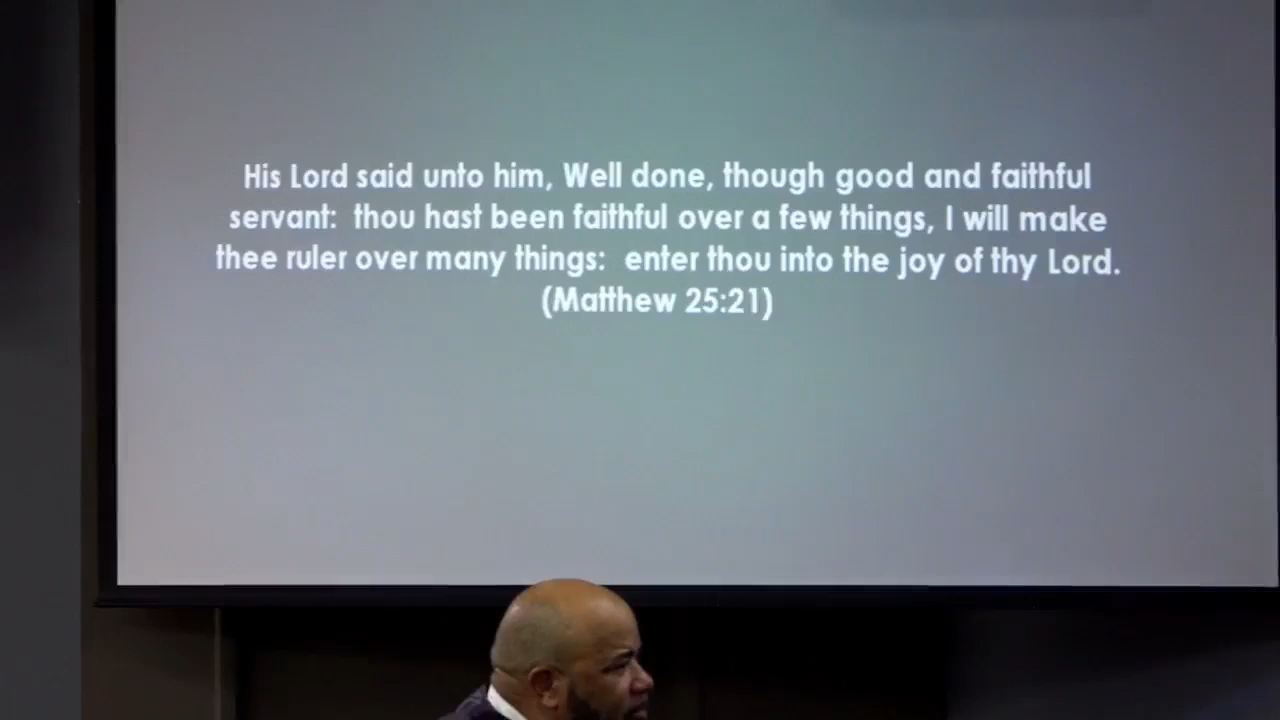 His Lord said unto him, Well done, though good and faithful
servant: thou hast been faithful over a few things, I will make
thee ruler over many things: enter thou into the joy of thy Lord.
(Matthew 25:21)